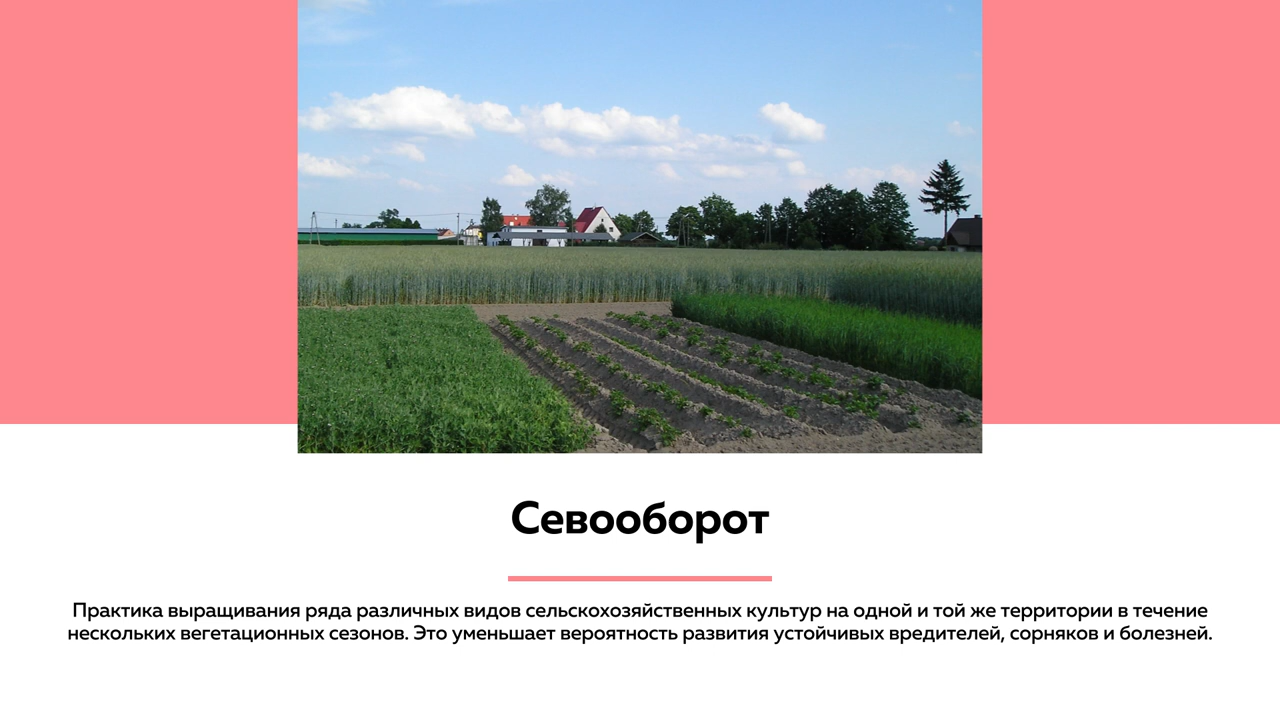 Севооборот
Практика выращивания ряда различных видов сельскохозяйственных культур на одной и той же территории в течение
нескольких вегетационных сезонов. Это уменьшает вероятность развития устойчивых вредителей, сорняков и болезней.